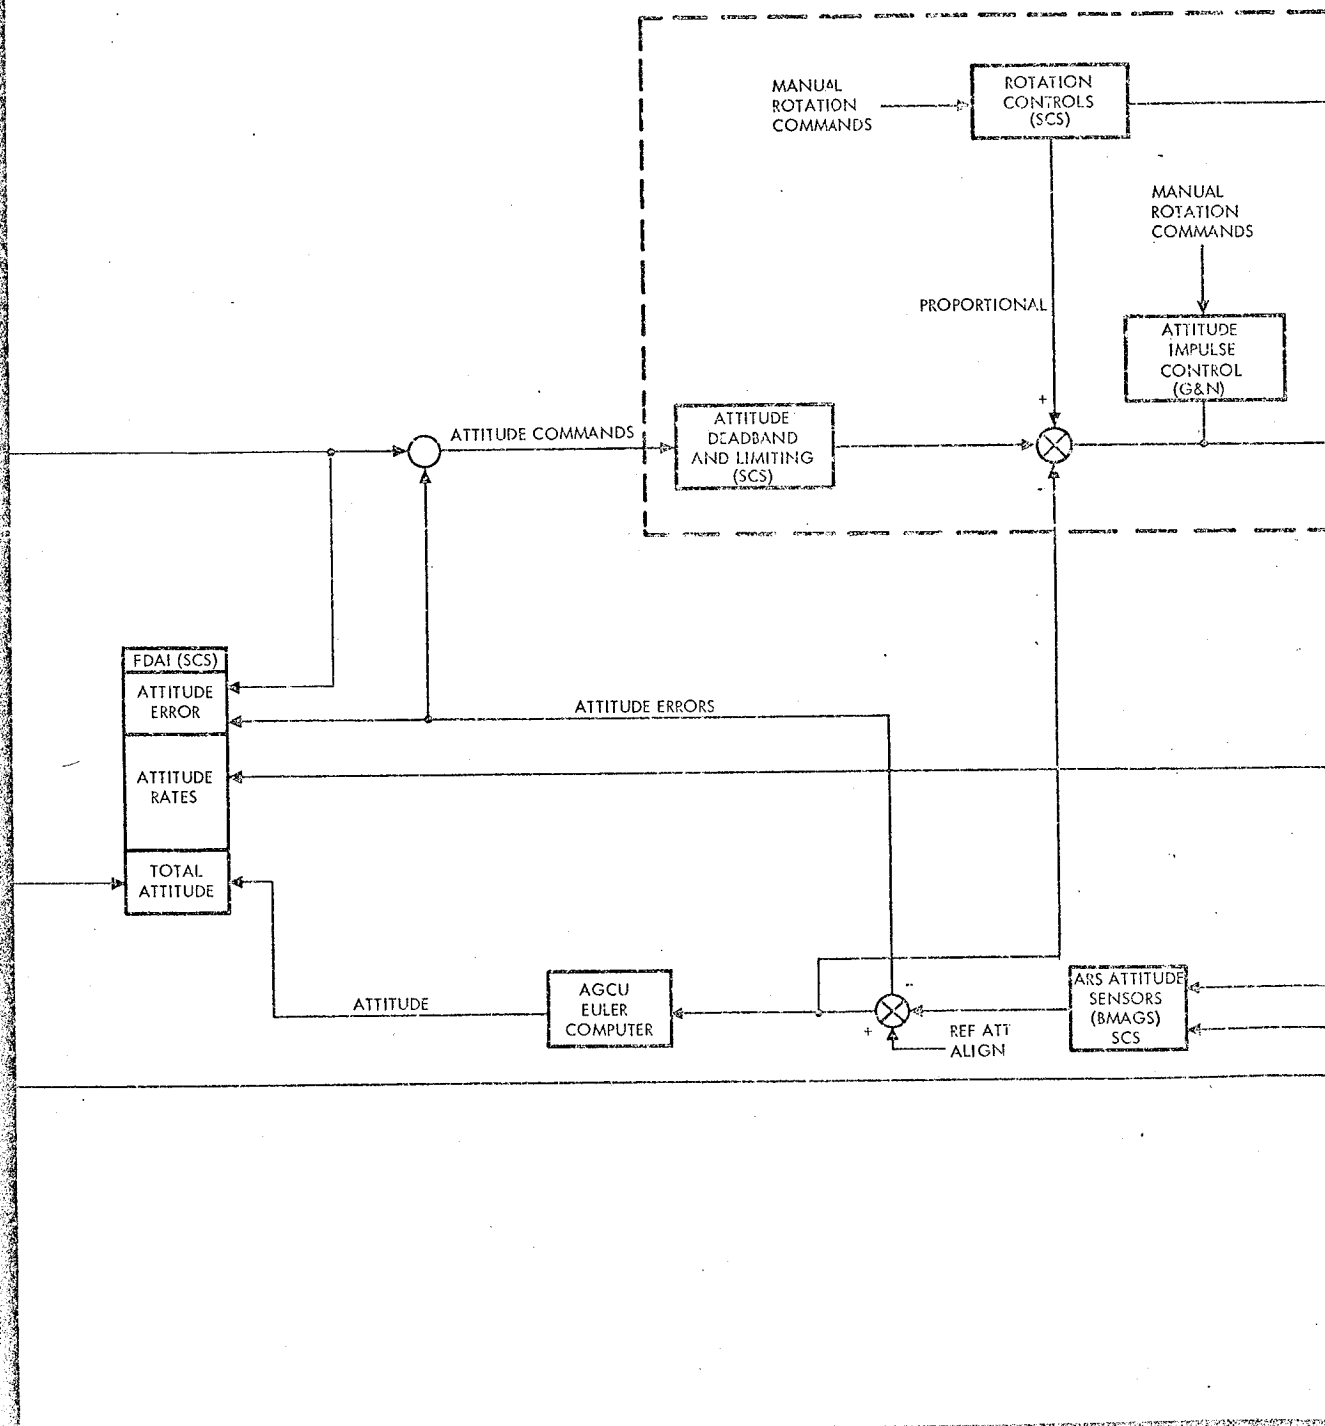 MANUAL
ROTATION
COMMANDS
ROTATION
CONTROLS
(SCS)
MANUAL
ROTATION
COMMANDS
PROPORTIONAL
ATTITUDE
IMPULSE
CONTROL
(G&N)
+
ATTITUDE COMMANDS
ATTITUDE
DEADBAND
AND LIMITING
(SCS)
-
FDAI (SCS)
ATTITUDE
ERROR
ATTITUDE ERRORS
ATTITUDE
RATES
TOTAL
ATTITUDE
ATTITUDE
AGCU
EULER
COMPUTER
-
+
REF ATT
ALIGN
ARS ATTITUDE
SENSORS
(BMAGS)
SCS